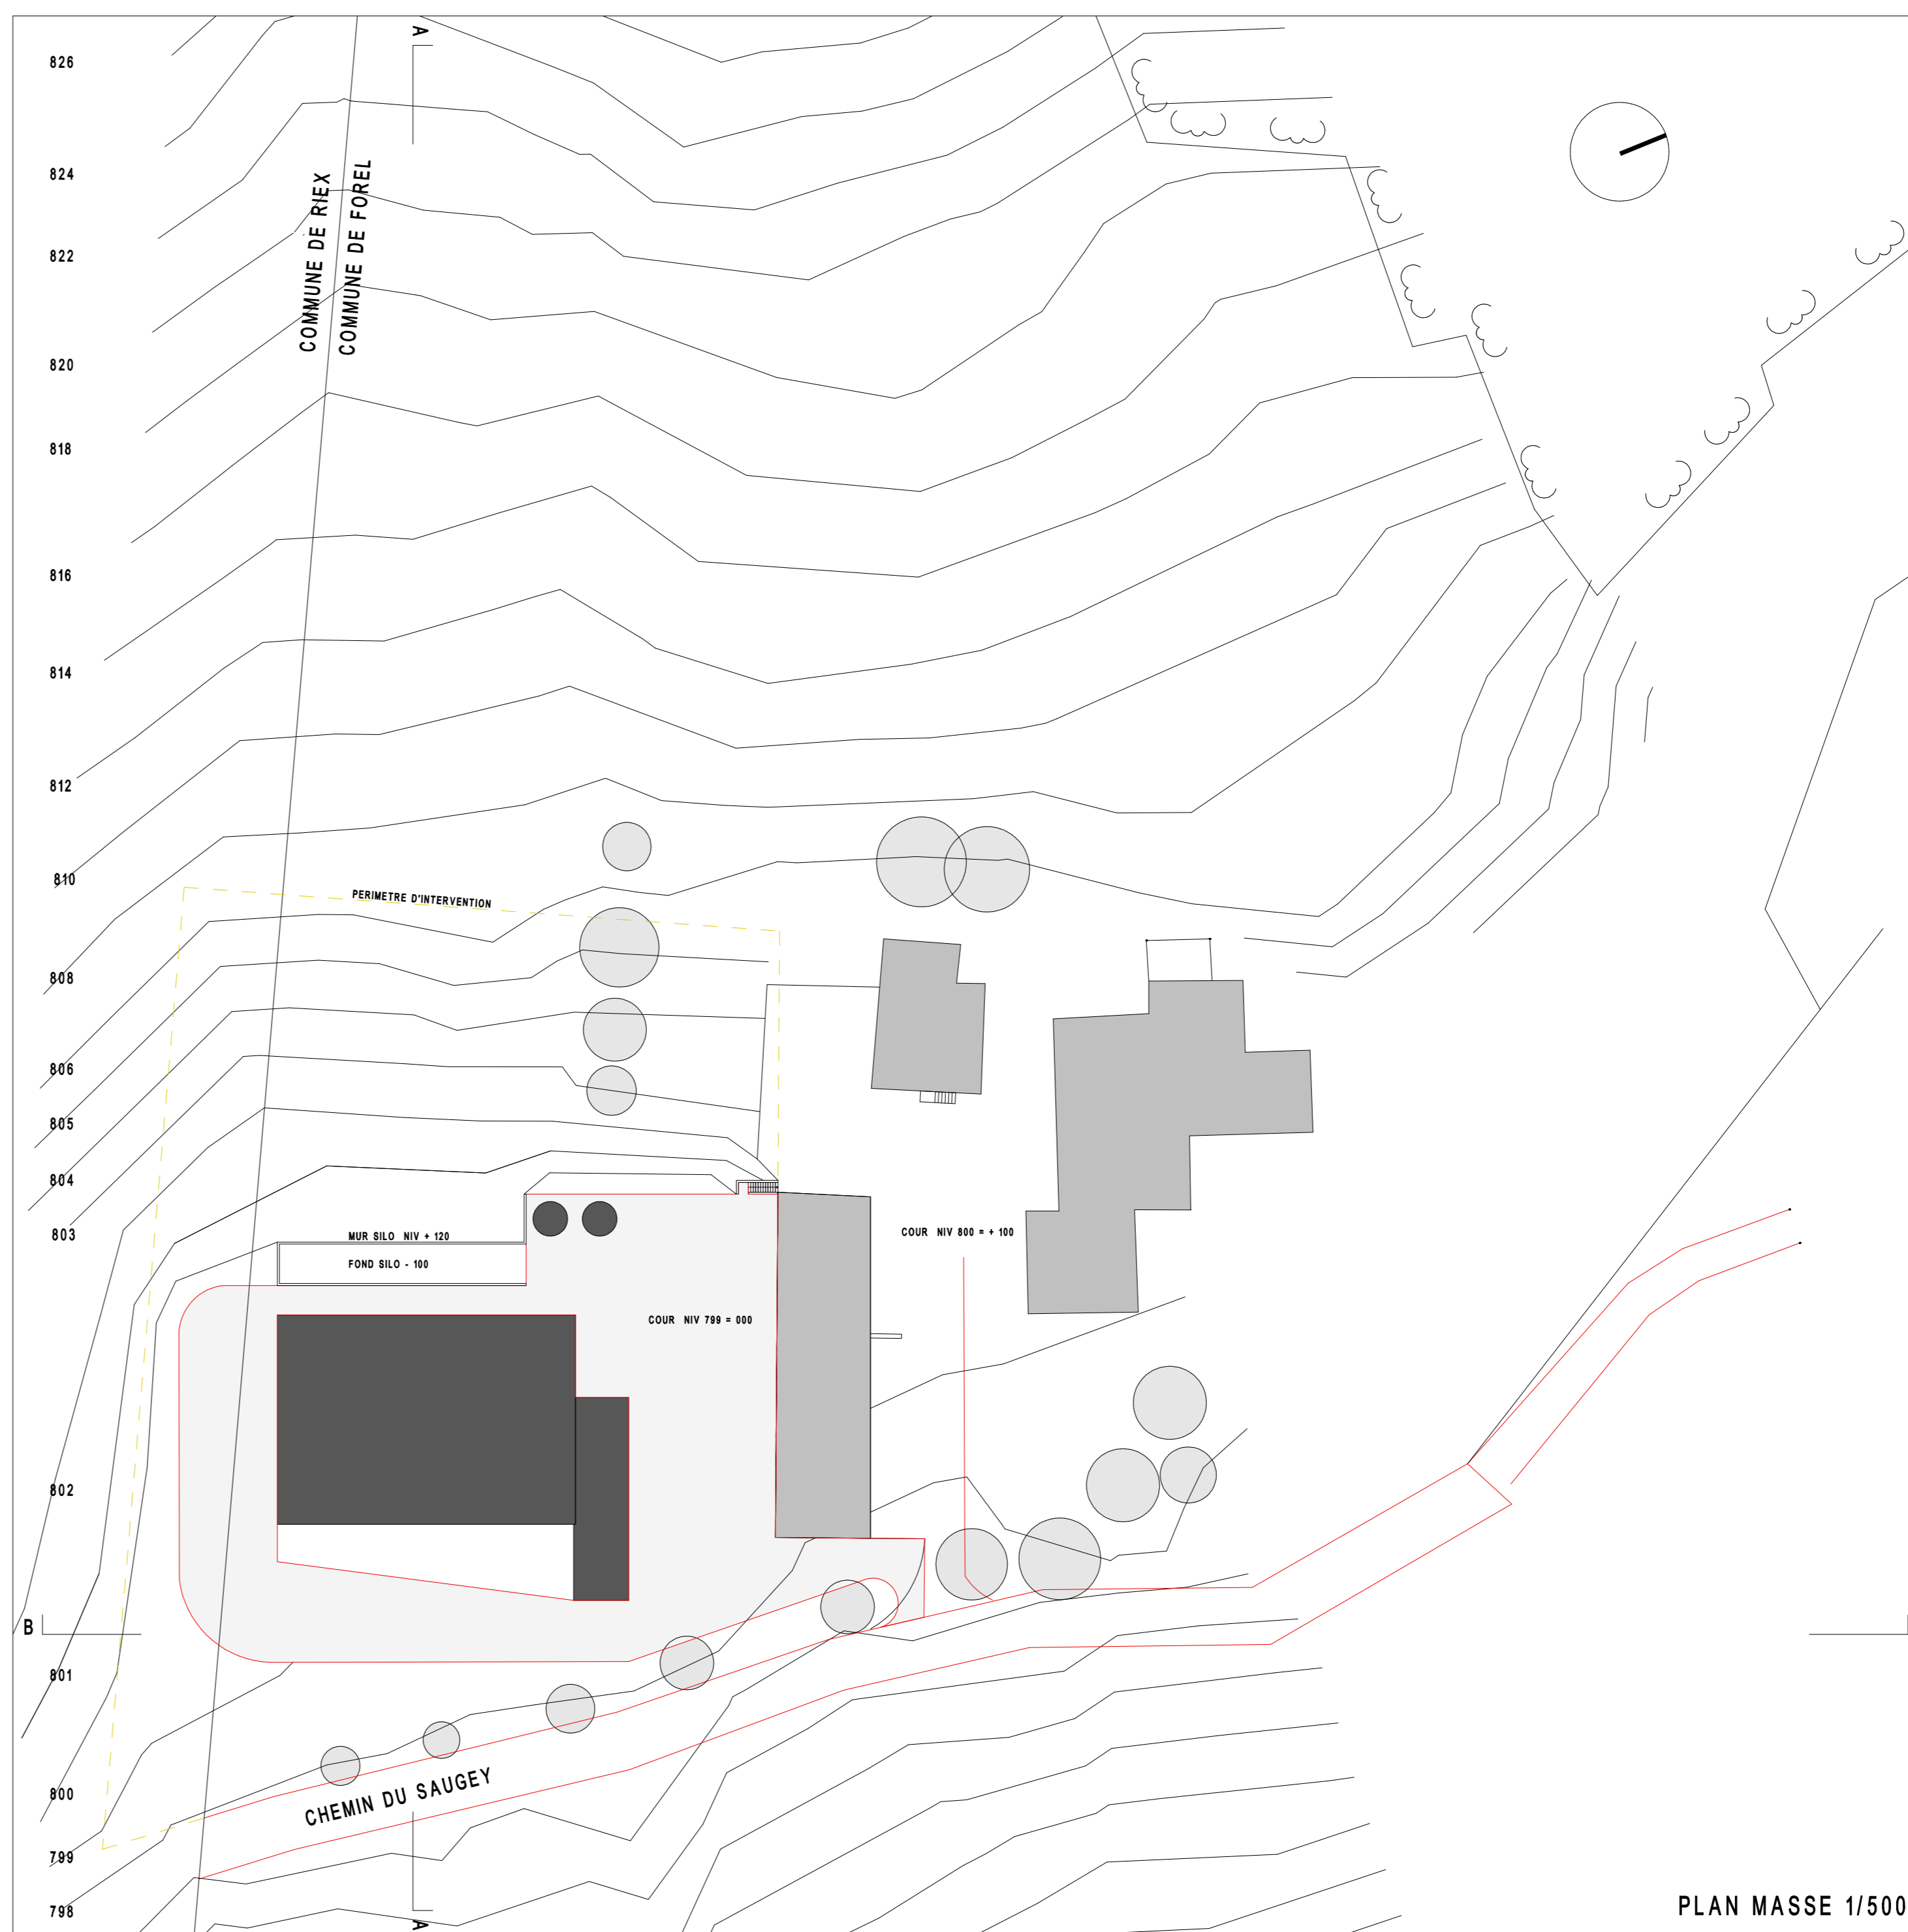 A
826
824
COMMUNE DE RIEX
COMMUNE DE FOREL
822
820
818
816
814
812
810
PERIMETRE D'INTERVENTION
808
806
805
804
803
MUR SILO NIV + 120
COUR NIV 800 = + 100
FOND SILO - 100
COUR NIV 799 = 000
802
B
801
CHEMIN DU SAUGEY
800
799
798
A
PLAN MASSE 1/500